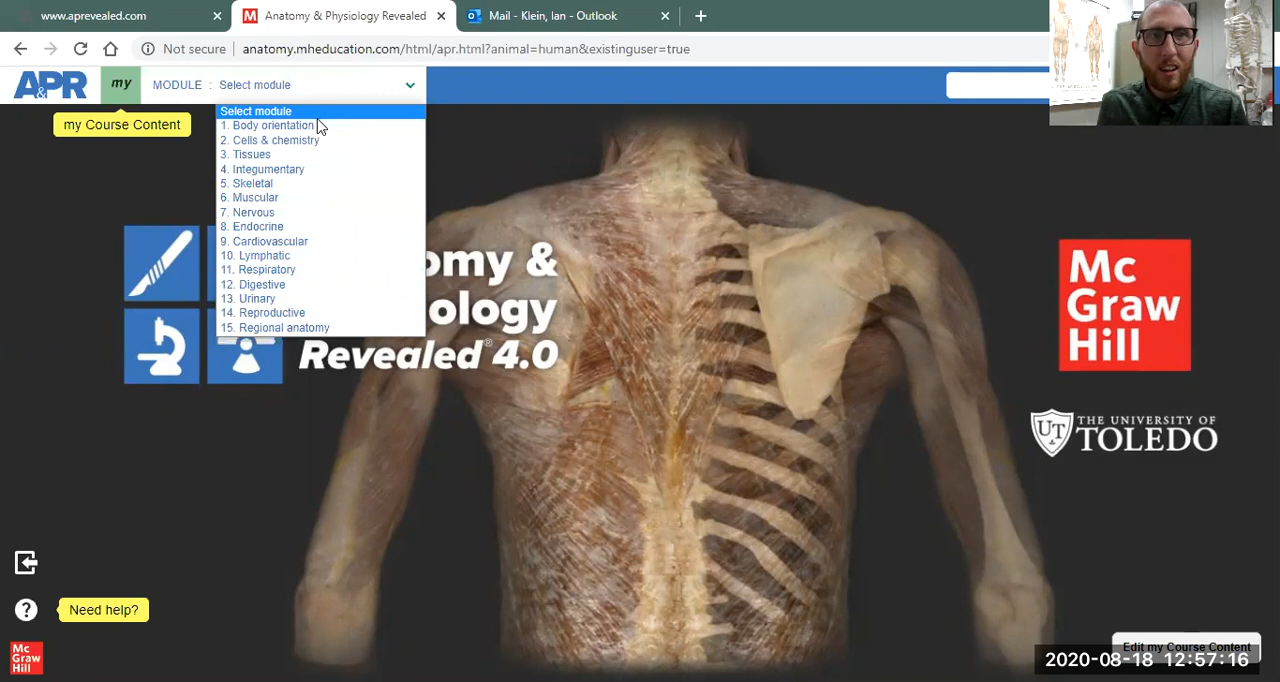 www.aprevealed.com
Anatomy & Physiology Revealed
Mail - Klein, Ian - Outlook
Not secure
anatomy.mheducation.com/html/apr.html?animal=human&existinguser=true
A&PR
my
MODULE : Select module
my Course Content
Select module
1. Body orientation
2. Cells & chemistry
3. Tissues
4. Integumentary
5. Skeletal
6. Muscular
7. Nervous
8. Endocrine
9. Cardiovascular
10. Lymphatic
11. Respiratory
12. Digestive
13. Urinary
14. Reproductive
15. Regional anatomy
omy &
ology
Revealed® 4.0
Mc
Graw
Hill
UT
THE UNIVERSITY OF
TOLEDO
?
Need help?
Mc
Graw
Hill
Edit my Course Content
2020-08-18 12:57:16